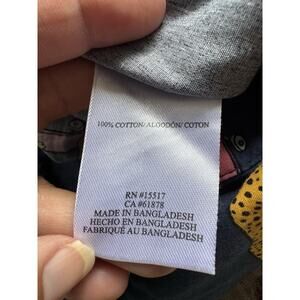 100% COTTON/ ALGODÓN/ COTON
RN #15517
CA #61878
MADE IN BANGLADESH
HECHO EN BANGLADESH
FABRIQUÉ AU BANGLADESH